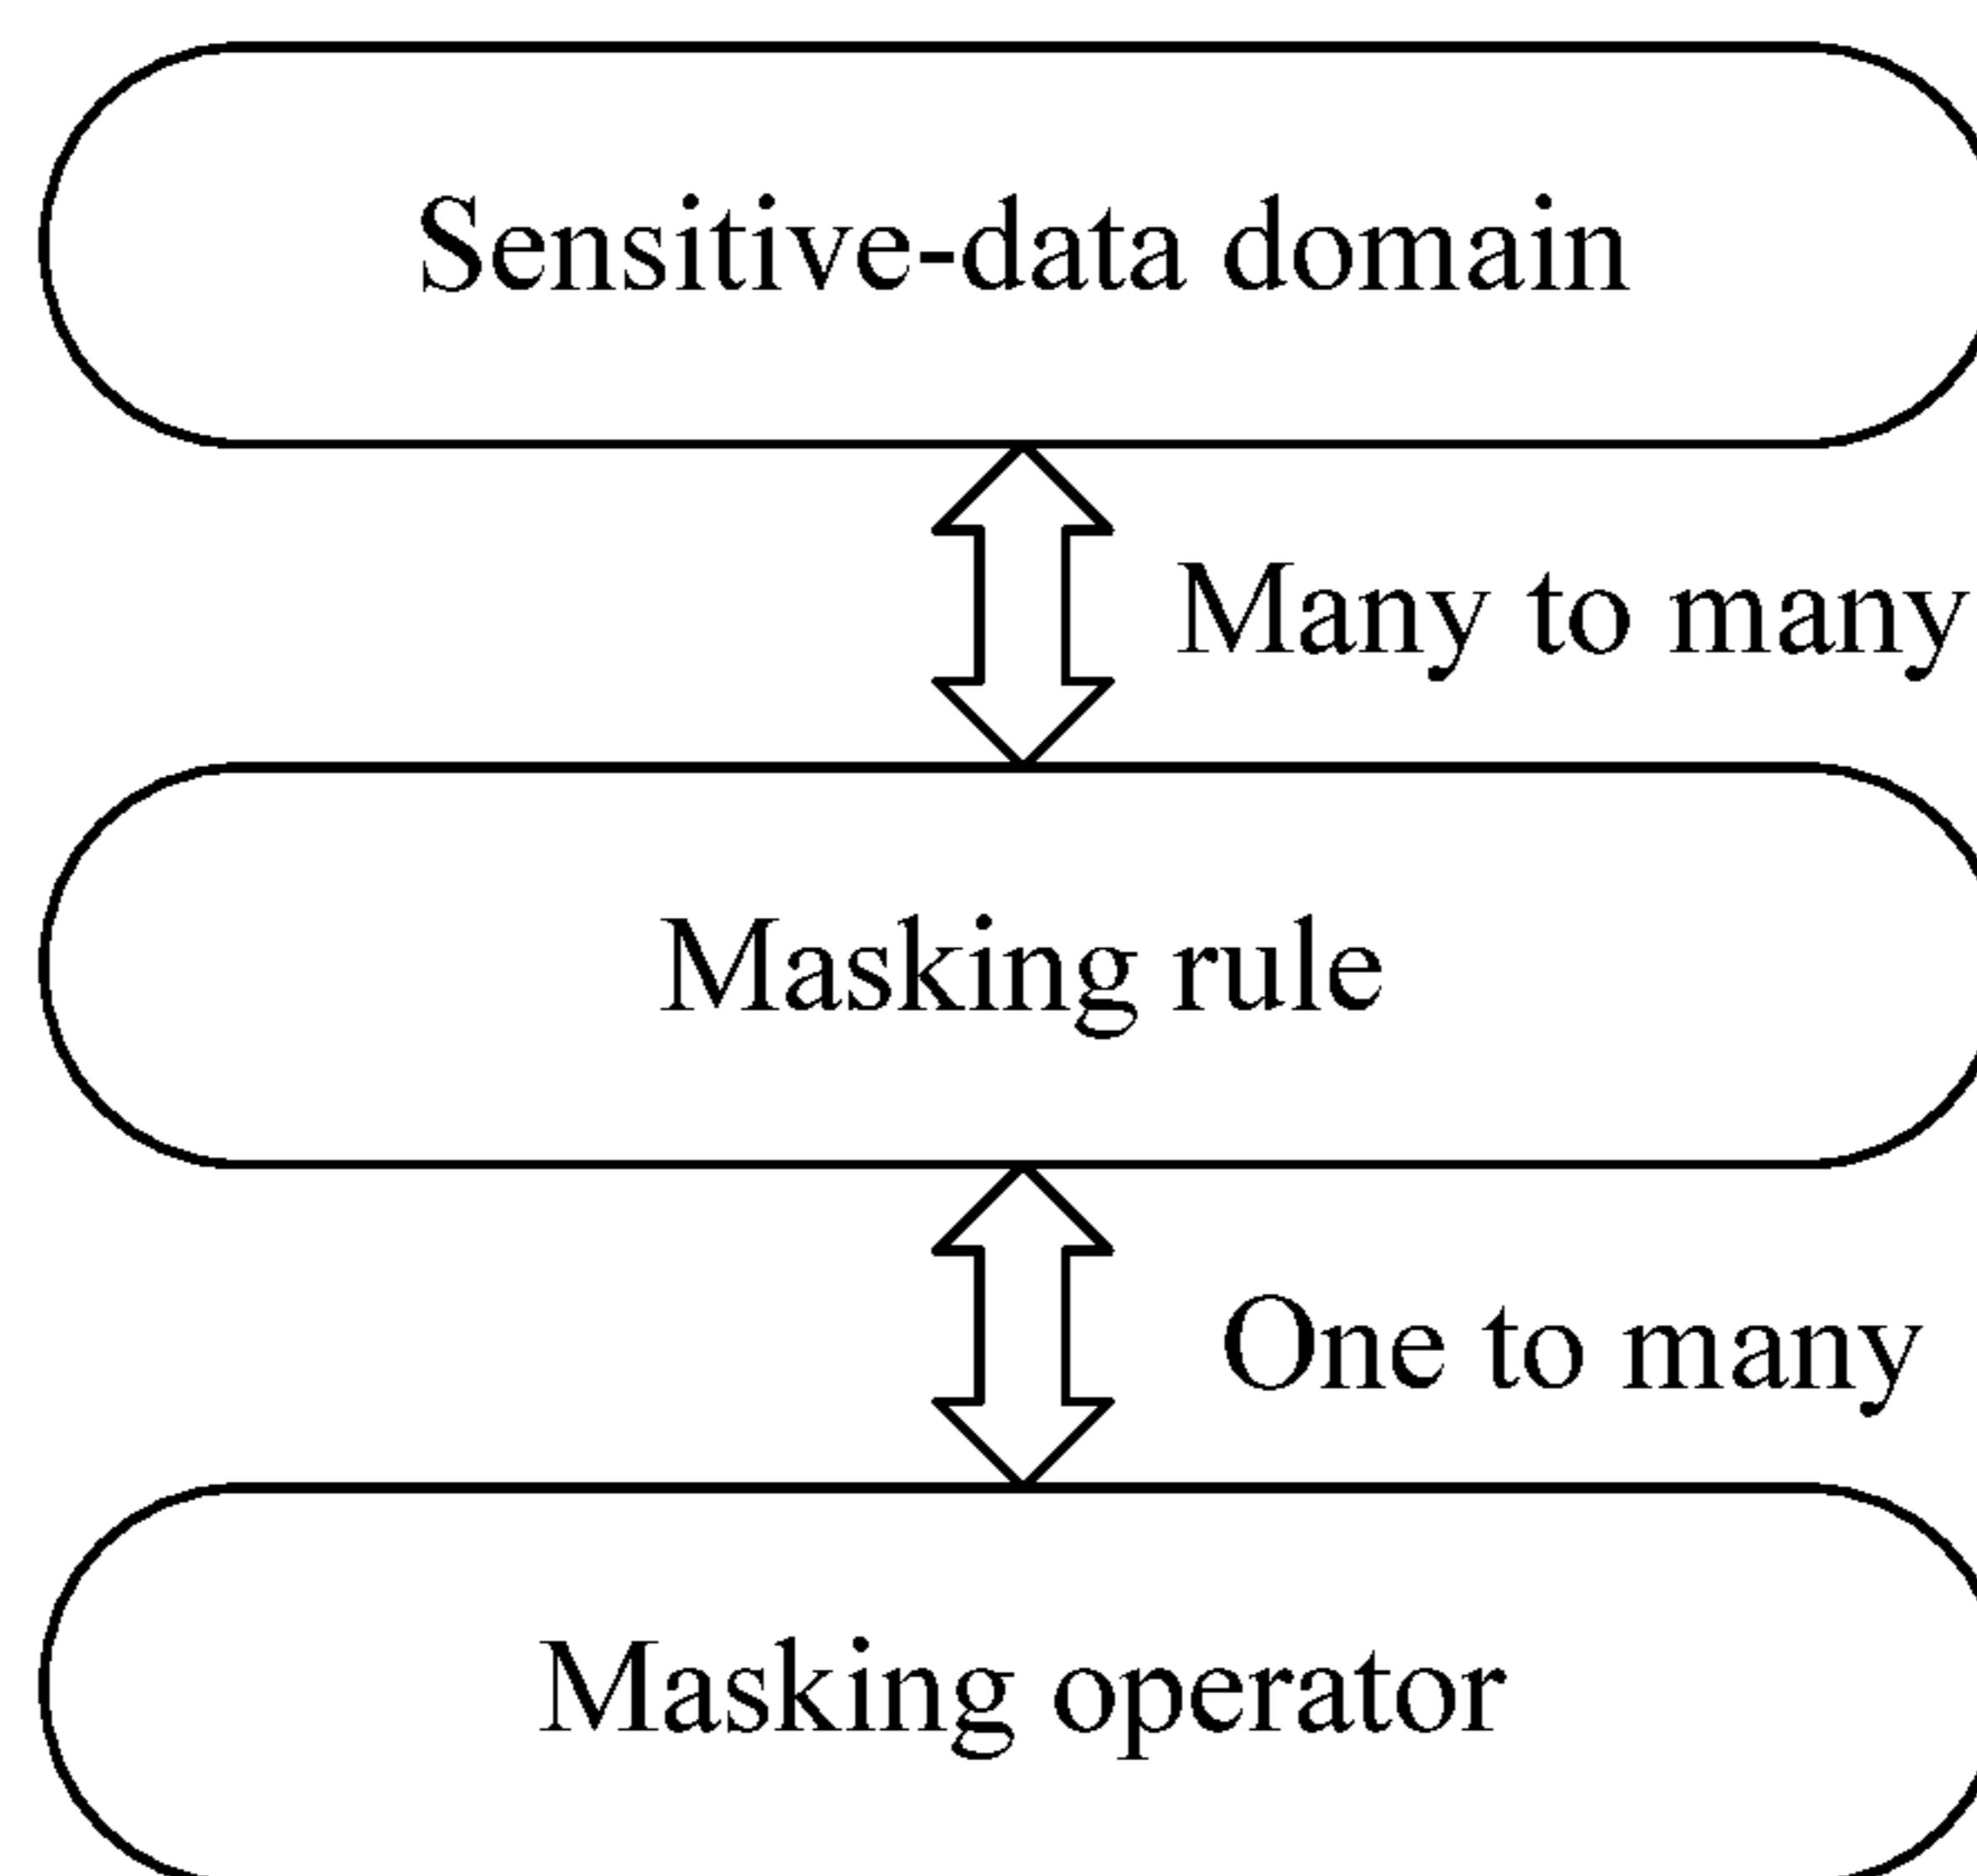 Sensitive-data domain
Many to many
Masking rule
One to many
Masking operator